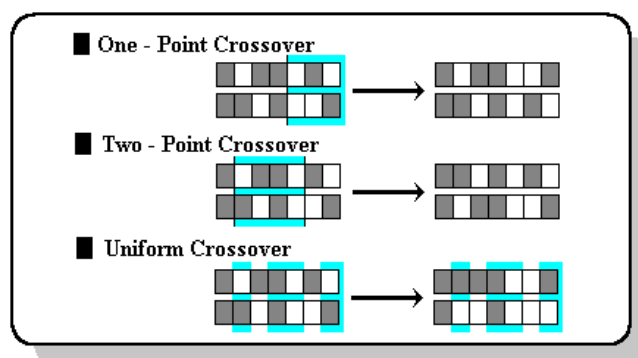 One - Point Crossover
Two - Point Crossover
Uniform Crossover